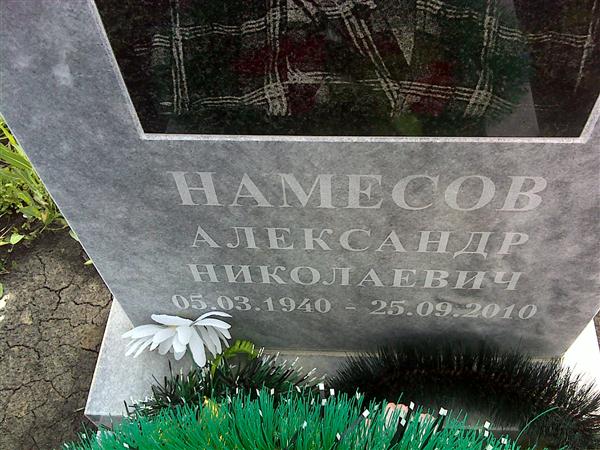 НАМЕСОВ
АЛЕКСАНДР
НИКОЛАЕВИЧ
05.03.1940 - 25.09.2010